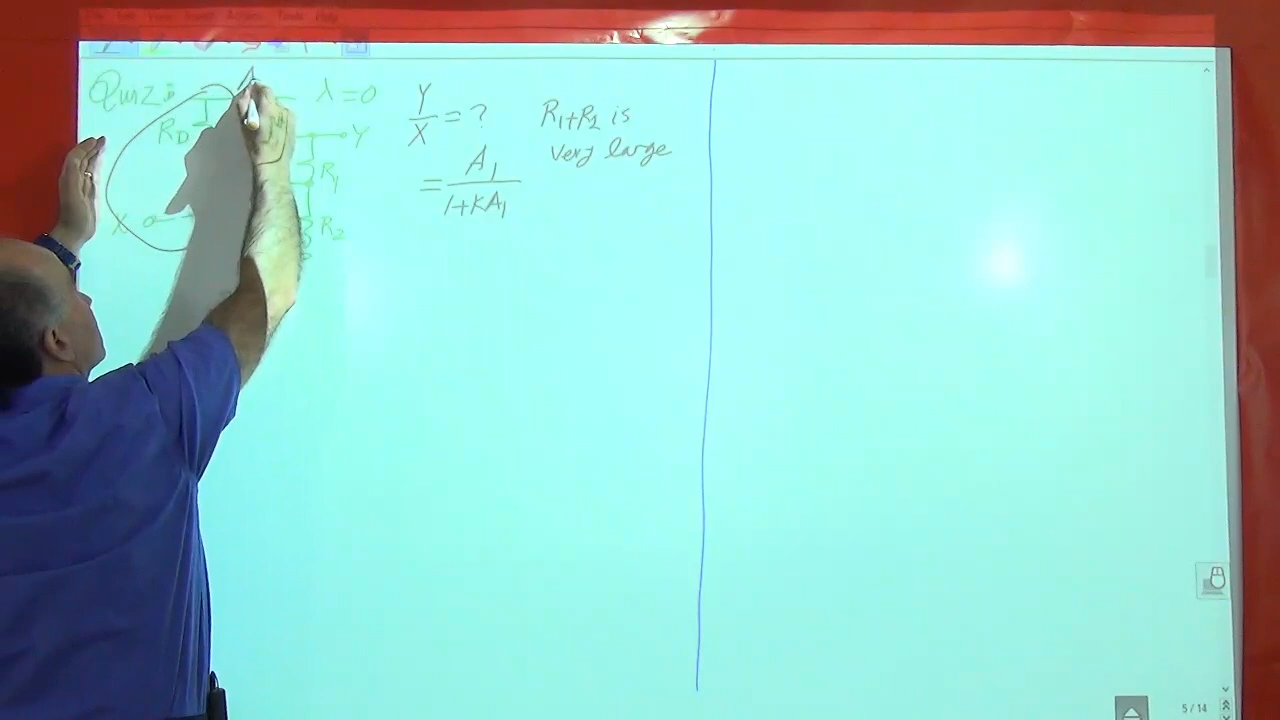 Quiz: λ=0
Y/X = ?
R1+R2 is
very large
RD
Y
= A1/(1+KA1)
R1
X
R2
5/14